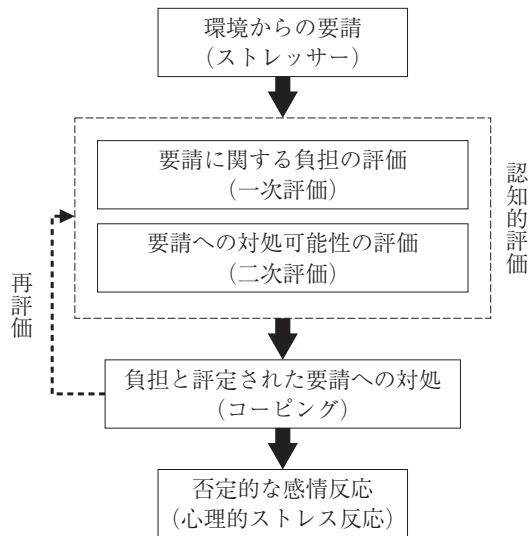 環境からの要請
（ストレッサー）
要請に関する負担の評価
（一次評価）
要請への対処可能性の評価
（二次評価）
認知的評価
再評価
負担と評定された要請への対処
（コーピング）
否定的な感情反応
（心理的ストレス反応）